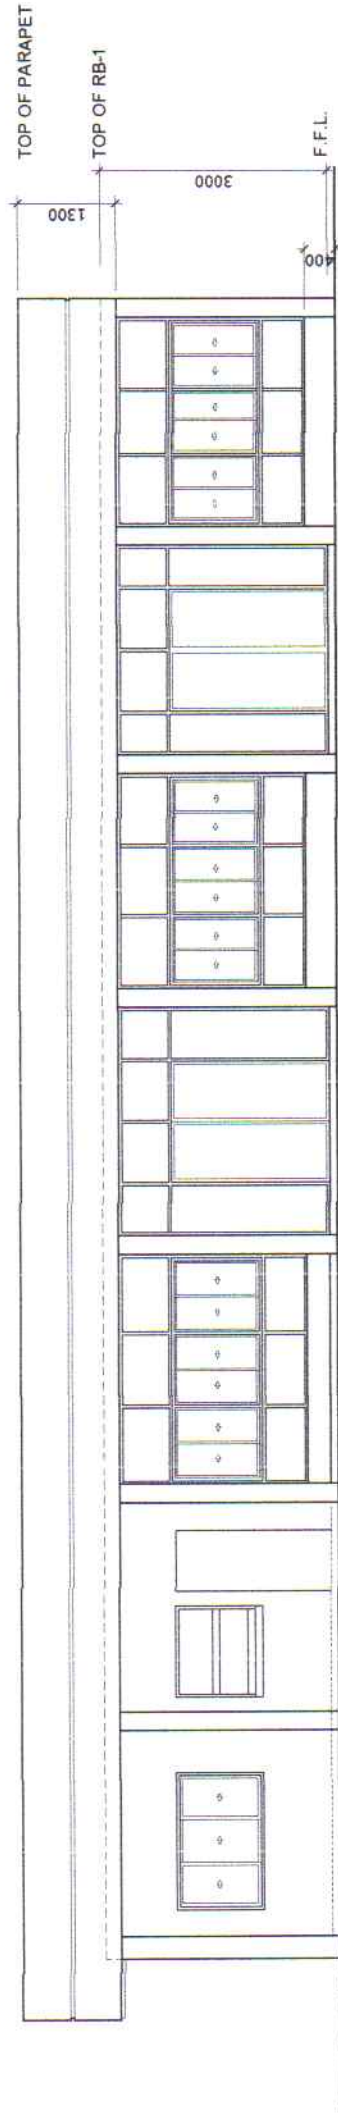 TOP OF PARAPET
1300
TOP OF RB-1
3000
F.F.L.
400